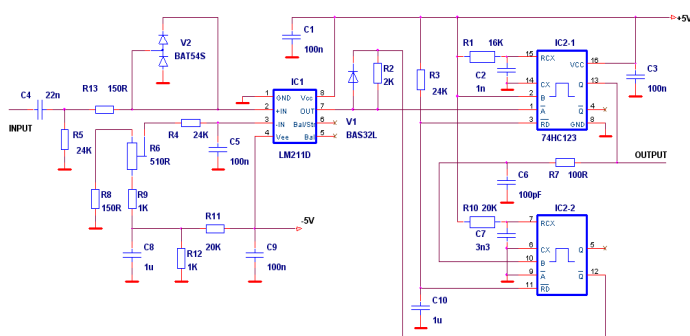 +5V
C1
100n
V2
BAT54S
R1 16K
15
IC2-1
RCX
VCC
16
C2
1n
14
CX
Q
13
2
B
Q
4
1
A
3
RD
GND
8
74HC123
C3
100n
C4 22n
R13 150R
INPUT
R5
24K
R4 24K
C5
100n
R6
510R
R8
150R
R9
1K
IC1
1
GND
Vcc
8
2
+IN
OUT
7
3
-IN
Bal/Str
6
4
Vee
Bal
5
LM211D
R2
2K
V1
BAS32L
R3
24K
OUTPUT
R7 100R
C6
100pF
-5V
R11
20K
C8
1u
R12
1K
C9
100n
C10
1u
R10 20K
C7
3n3
IC2-2
7
RCX
6
CX
Q
5
10
B
9
A
Q
12
11
RD